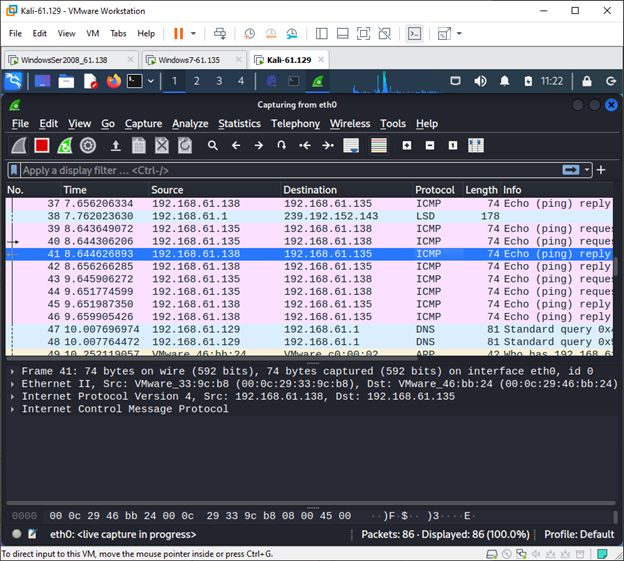 Kali-61.129 - VMware Workstation
File Edit View VM Tabs Help
WindowsSer2008_61.138 Windows7-61.135 Kali-61.129
1 2 3 4 11:22
Capturing from eth0
File Edit View Go Capture Analyze Statistics Telephony Wireless Tools Help
Apply a display filter ... <Ctrl-/>
No. Time Source Destination Protocol Length Info
37 7.656206334 192.168.61.138 192.168.61.135 ICMP 74 Echo (ping) reply
38 7.762023630 192.168.61.1 239.192.152.143 LSD 178
39 8.643649072 192.168.61.135 192.168.61.138 ICMP 74 Echo (ping) reque
40 8.644306206 192.168.61.135 192.168.61.138 ICMP 74 Echo (ping) reque
41 8.644626893 192.168.61.138 192.168.61.135 ICMP 74 Echo (ping) reply
42 8.656266285 192.168.61.138 192.168.61.135 ICMP 74 Echo (ping) reply
43 9.645906272 192.168.61.135 192.168.61.138 ICMP 74 Echo (ping) reque
44 9.651774599 192.168.61.135 192.168.61.138 ICMP 74 Echo (ping) reque
45 9.651987350 192.168.61.138 192.168.61.135 ICMP 74 Echo (ping) reply
46 9.659905426 192.168.61.138 192.168.61.135 ICMP 74 Echo (ping) reply
47 10.007696974 192.168.61.129 192.168.61.1 DNS 81 Standard query 0x
48 10.007764472 192.168.61.129 192.168.61.1 DNS 81 Standard query 0x
49 10.252119057 VMware_46:bb:24 VMware_c0:00:02 ARP 42 Who has 192.168.6
Frame 41: 74 bytes on wire (592 bits), 74 bytes captured (592 bits) on interface eth0, id 0
Ethernet II, Src: VMware_33:9c:b8 (00:0c:29:33:9c:b8), Dst: VMware_46:bb:24 (00:0c:29:46:bb:24)
Internet Protocol Version 4, Src: 192.168.61.138, Dst: 192.168.61.135
Internet Control Message Protocol
0000 00 0c 29 46 bb 24 00 0c 29 33 9c b8 08 00 45 00 ··)F·$·· )3····E·
eth0: <live capture in progress> Packets: 86 · Displayed: 86 (100.0%) Profile: Default
To direct input to this VM, move the mouse pointer inside or press Ctrl+G.